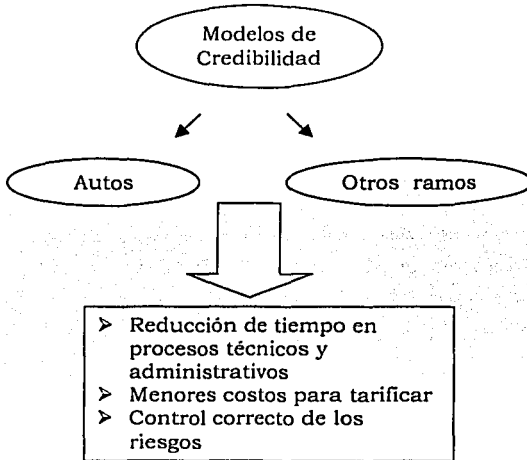 Modelos de
Credibilidad
Autos
Otros ramos
➢ Reducción de tiempo en
procesos técnicos y
administrativos
➢ Menores costos para tarificar
➢ Control correcto de los
riesgos